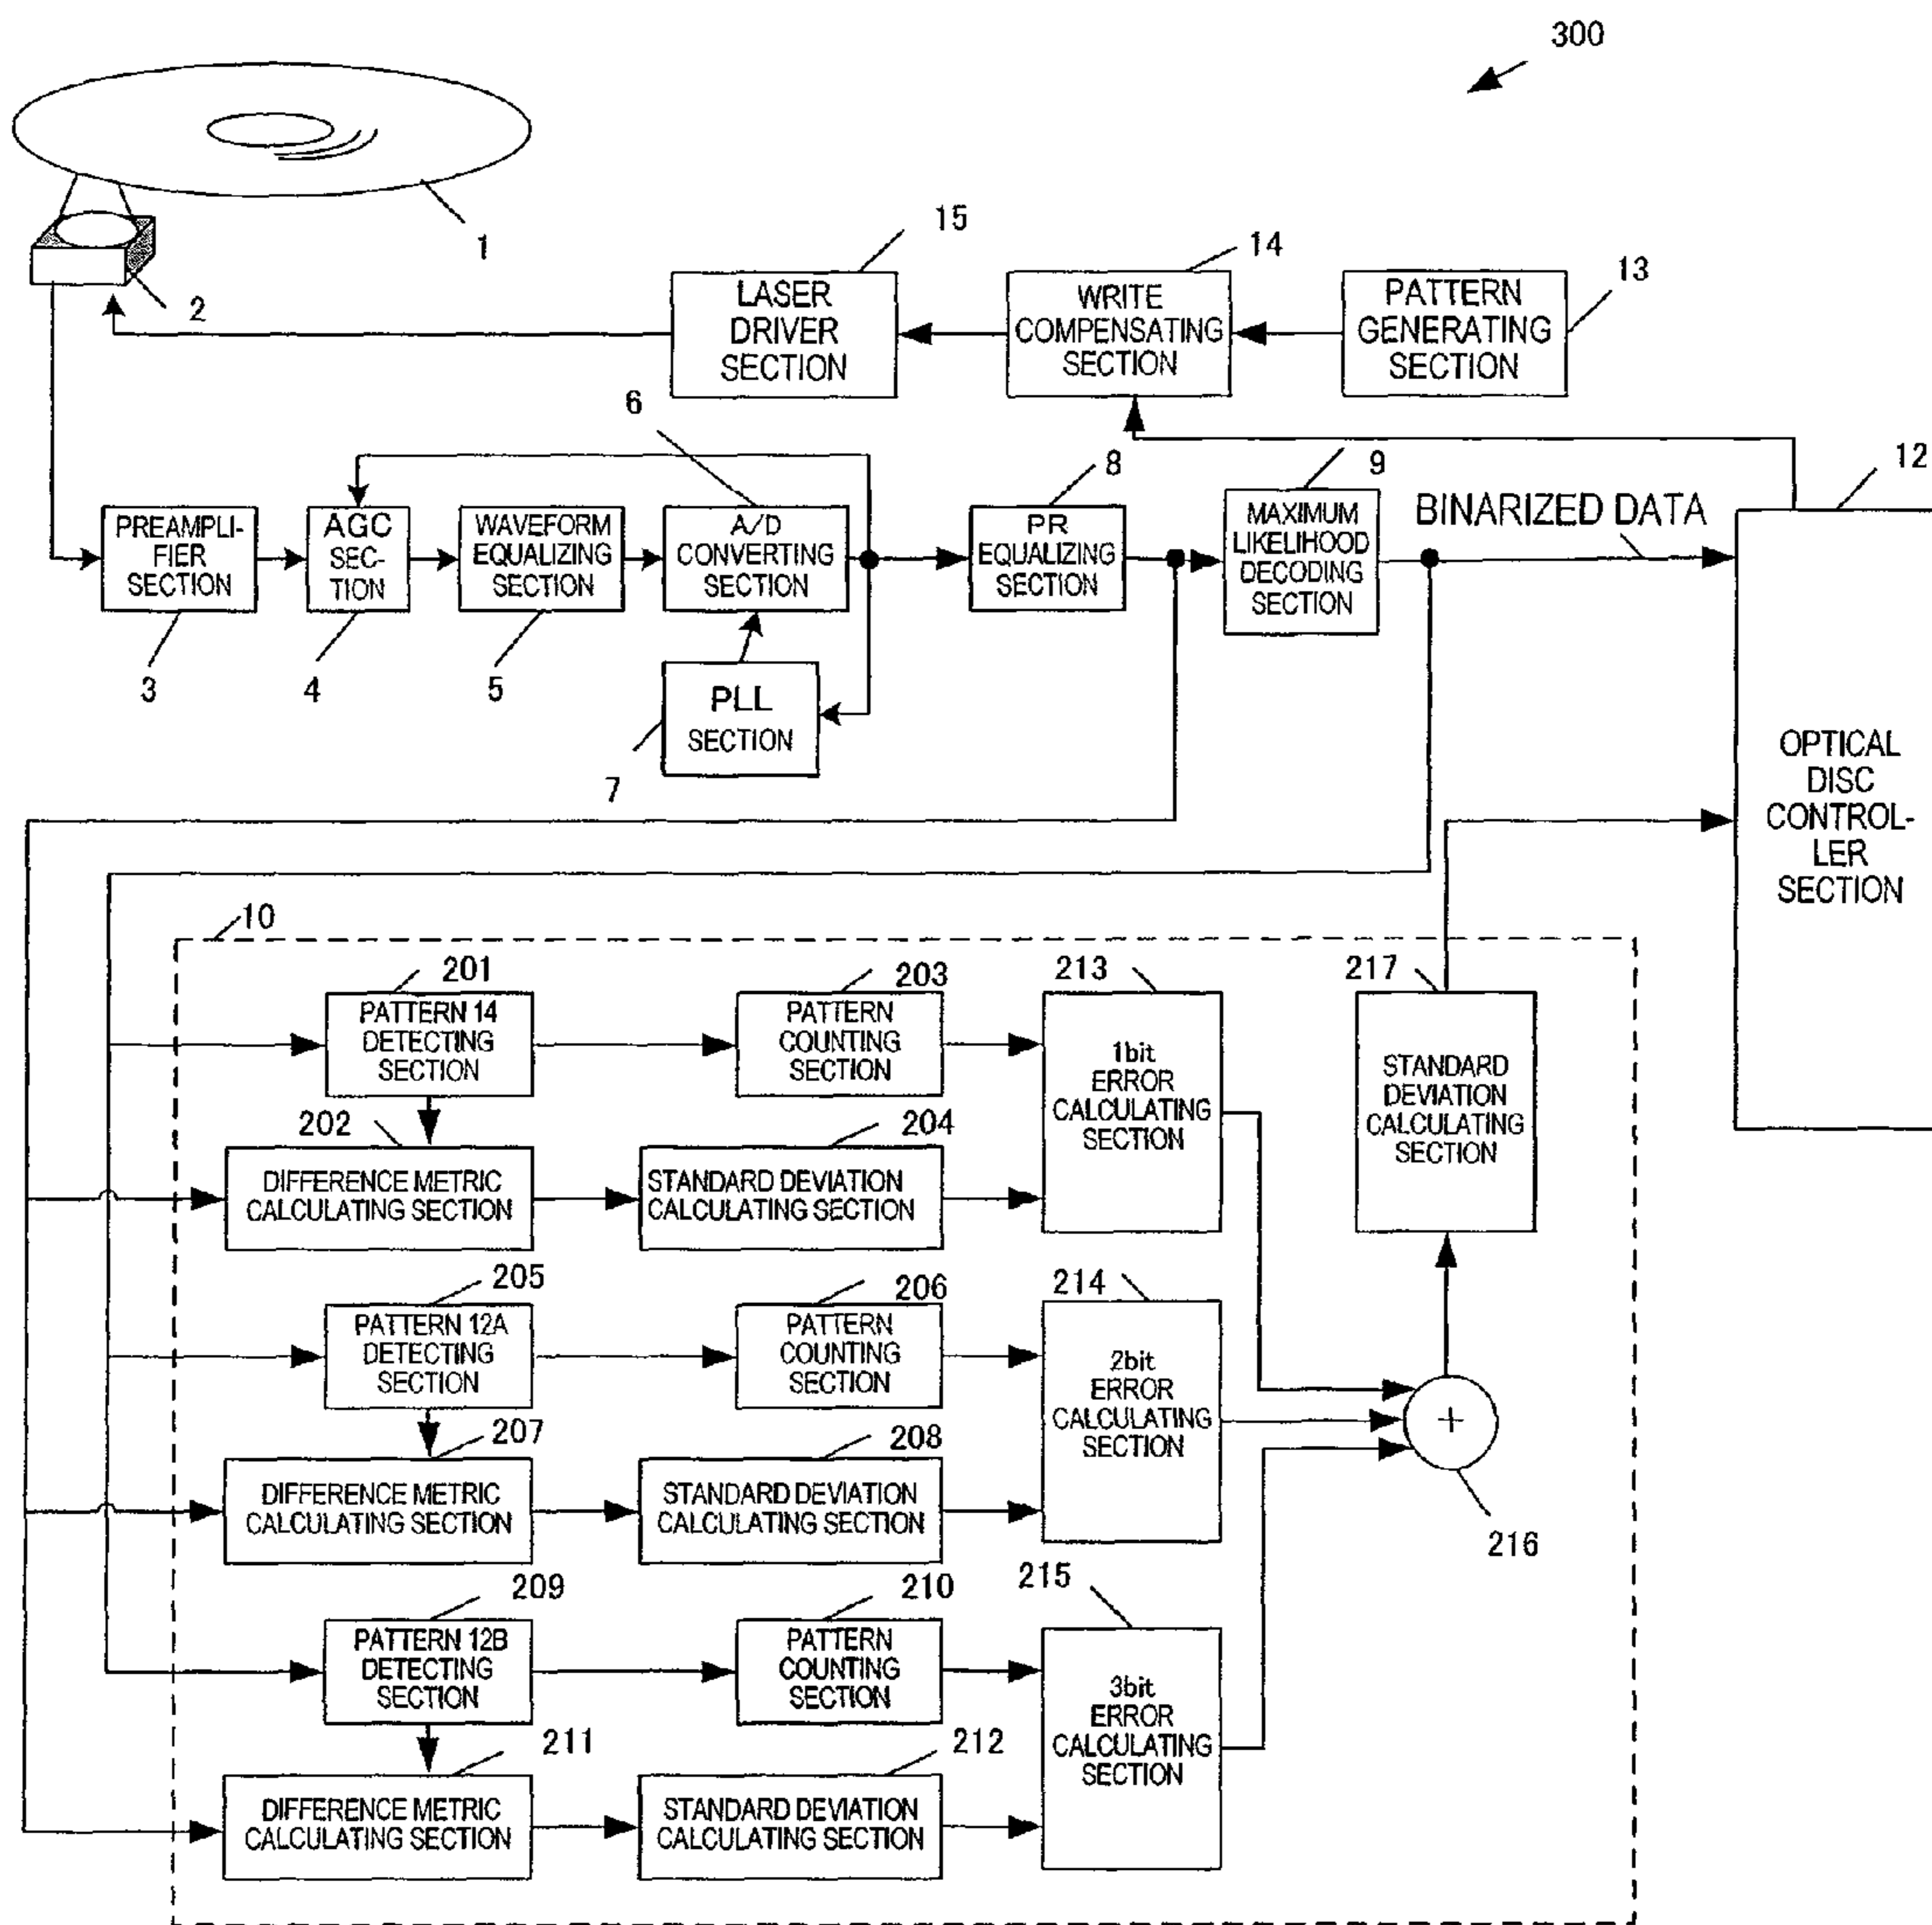 300
1
2
15
14
13
LASER
DRIVER
SECTION
WRITE
COMPENSATING
SECTION
PATTERN
GENERATING
SECTION
6
8
9
12
BINARIZED DATA
PREAMPLI-
FIER
SECTION
AGC
SEC-
TION
WAVEFORM
EQUALIZING
SECTION
A/D
CONVERTING
SECTION
PR
EQUALIZING
SECTION
MAXIMUM
LIKELIHOOD
DECODING
SECTION
3
4
5
PLL
SECTION
7
OPTICAL
DISC
CONTROL-
LER
SECTION
10
201
203
213
217
PATTERN 14
DETECTING
SECTION
PATTERN
COUNTING
SECTION
1bit
ERROR
CALCULATING
SECTION
STANDARD
DEVIATION
CALCULATING
SECTION
202
204
DIFFERENCE METRIC
CALCULATING SECTION
STANDARD DEVIATION
CALCULATING SECTION
205
206
214
PATTERN 12A
DETECTING
SECTION
PATTERN
COUNTING
SECTION
2bit
ERROR
CALCULATING
SECTION
+
216
207
208
DIFFERENCE METRIC
CALCULATING SECTION
STANDARD DEVIATION
CALCULATING SECTION
209
210
215
PATTERN 12B
DETECTING
SECTION
PATTERN
COUNTING
SECTION
3bit
ERROR
CALCULATING
SECTION
211
212
DIFFERENCE METRIC
CALCULATING SECTION
STANDARD DEVIATION
CALCULATING SECTION